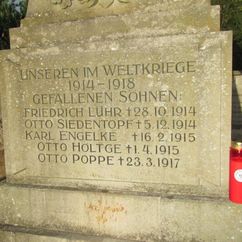 UNSEREN IM WELTKRIEGE
1914-1918
GEFALLENEN SÖHNEN:
FRIEDRICH LÜHR †28.10.1914
OTTO SIEDENTOPF †5.12.1914
KARL ENGELKE †16.2.1915
OTTO HÖLTGE †1.4.1915
OTTO POPPE †23.3.1917